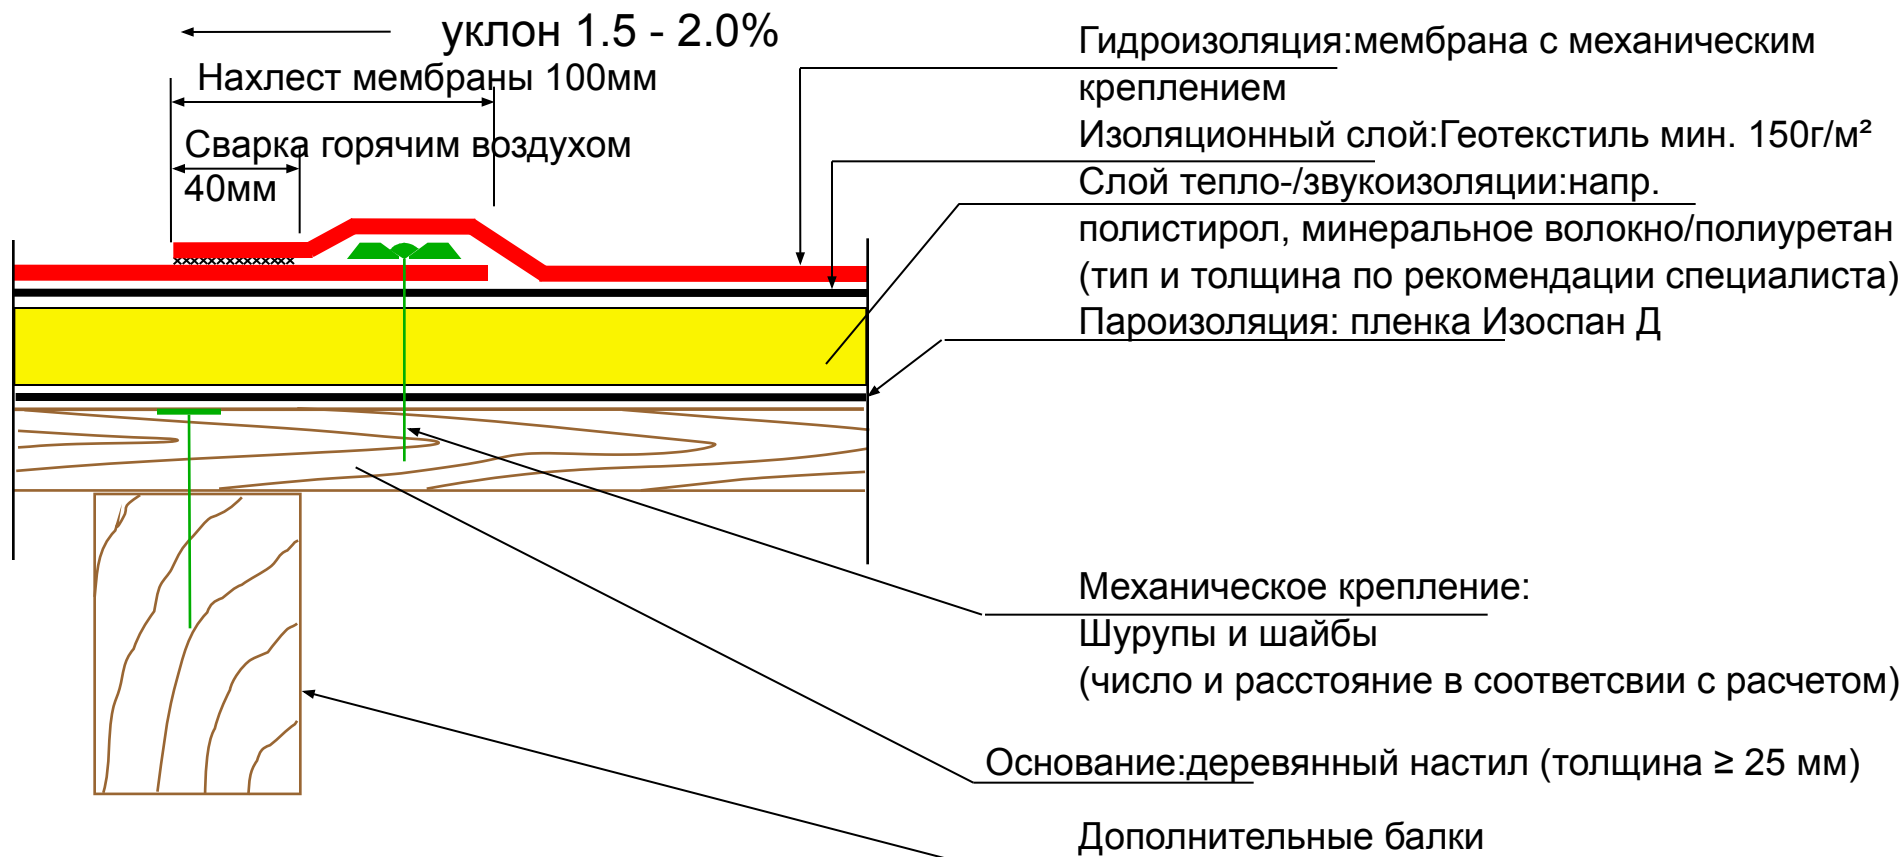 уклон 1.5 - 2.0%
Нахлест мембраны 100мм
Сварка горячим воздухом
40мм
Гидроизоляция:мембрана с механическим
креплением
Изоляционный слой:Геотекстиль мин. 150г/м²
Слой тепло-/звукоизоляции:напр.
полистирол, минеральное волокно/полиуретан
(тип и толщина по рекомендации специалиста)
Пароизоляция: пленка Изоспан Д
Механическое крепление:
Шурупы и шайбы
(число и расстояние в соответсвии с расчетом)
Основание:деревянный настил (толщина ≥ 25 мм)
Дополнительные балки